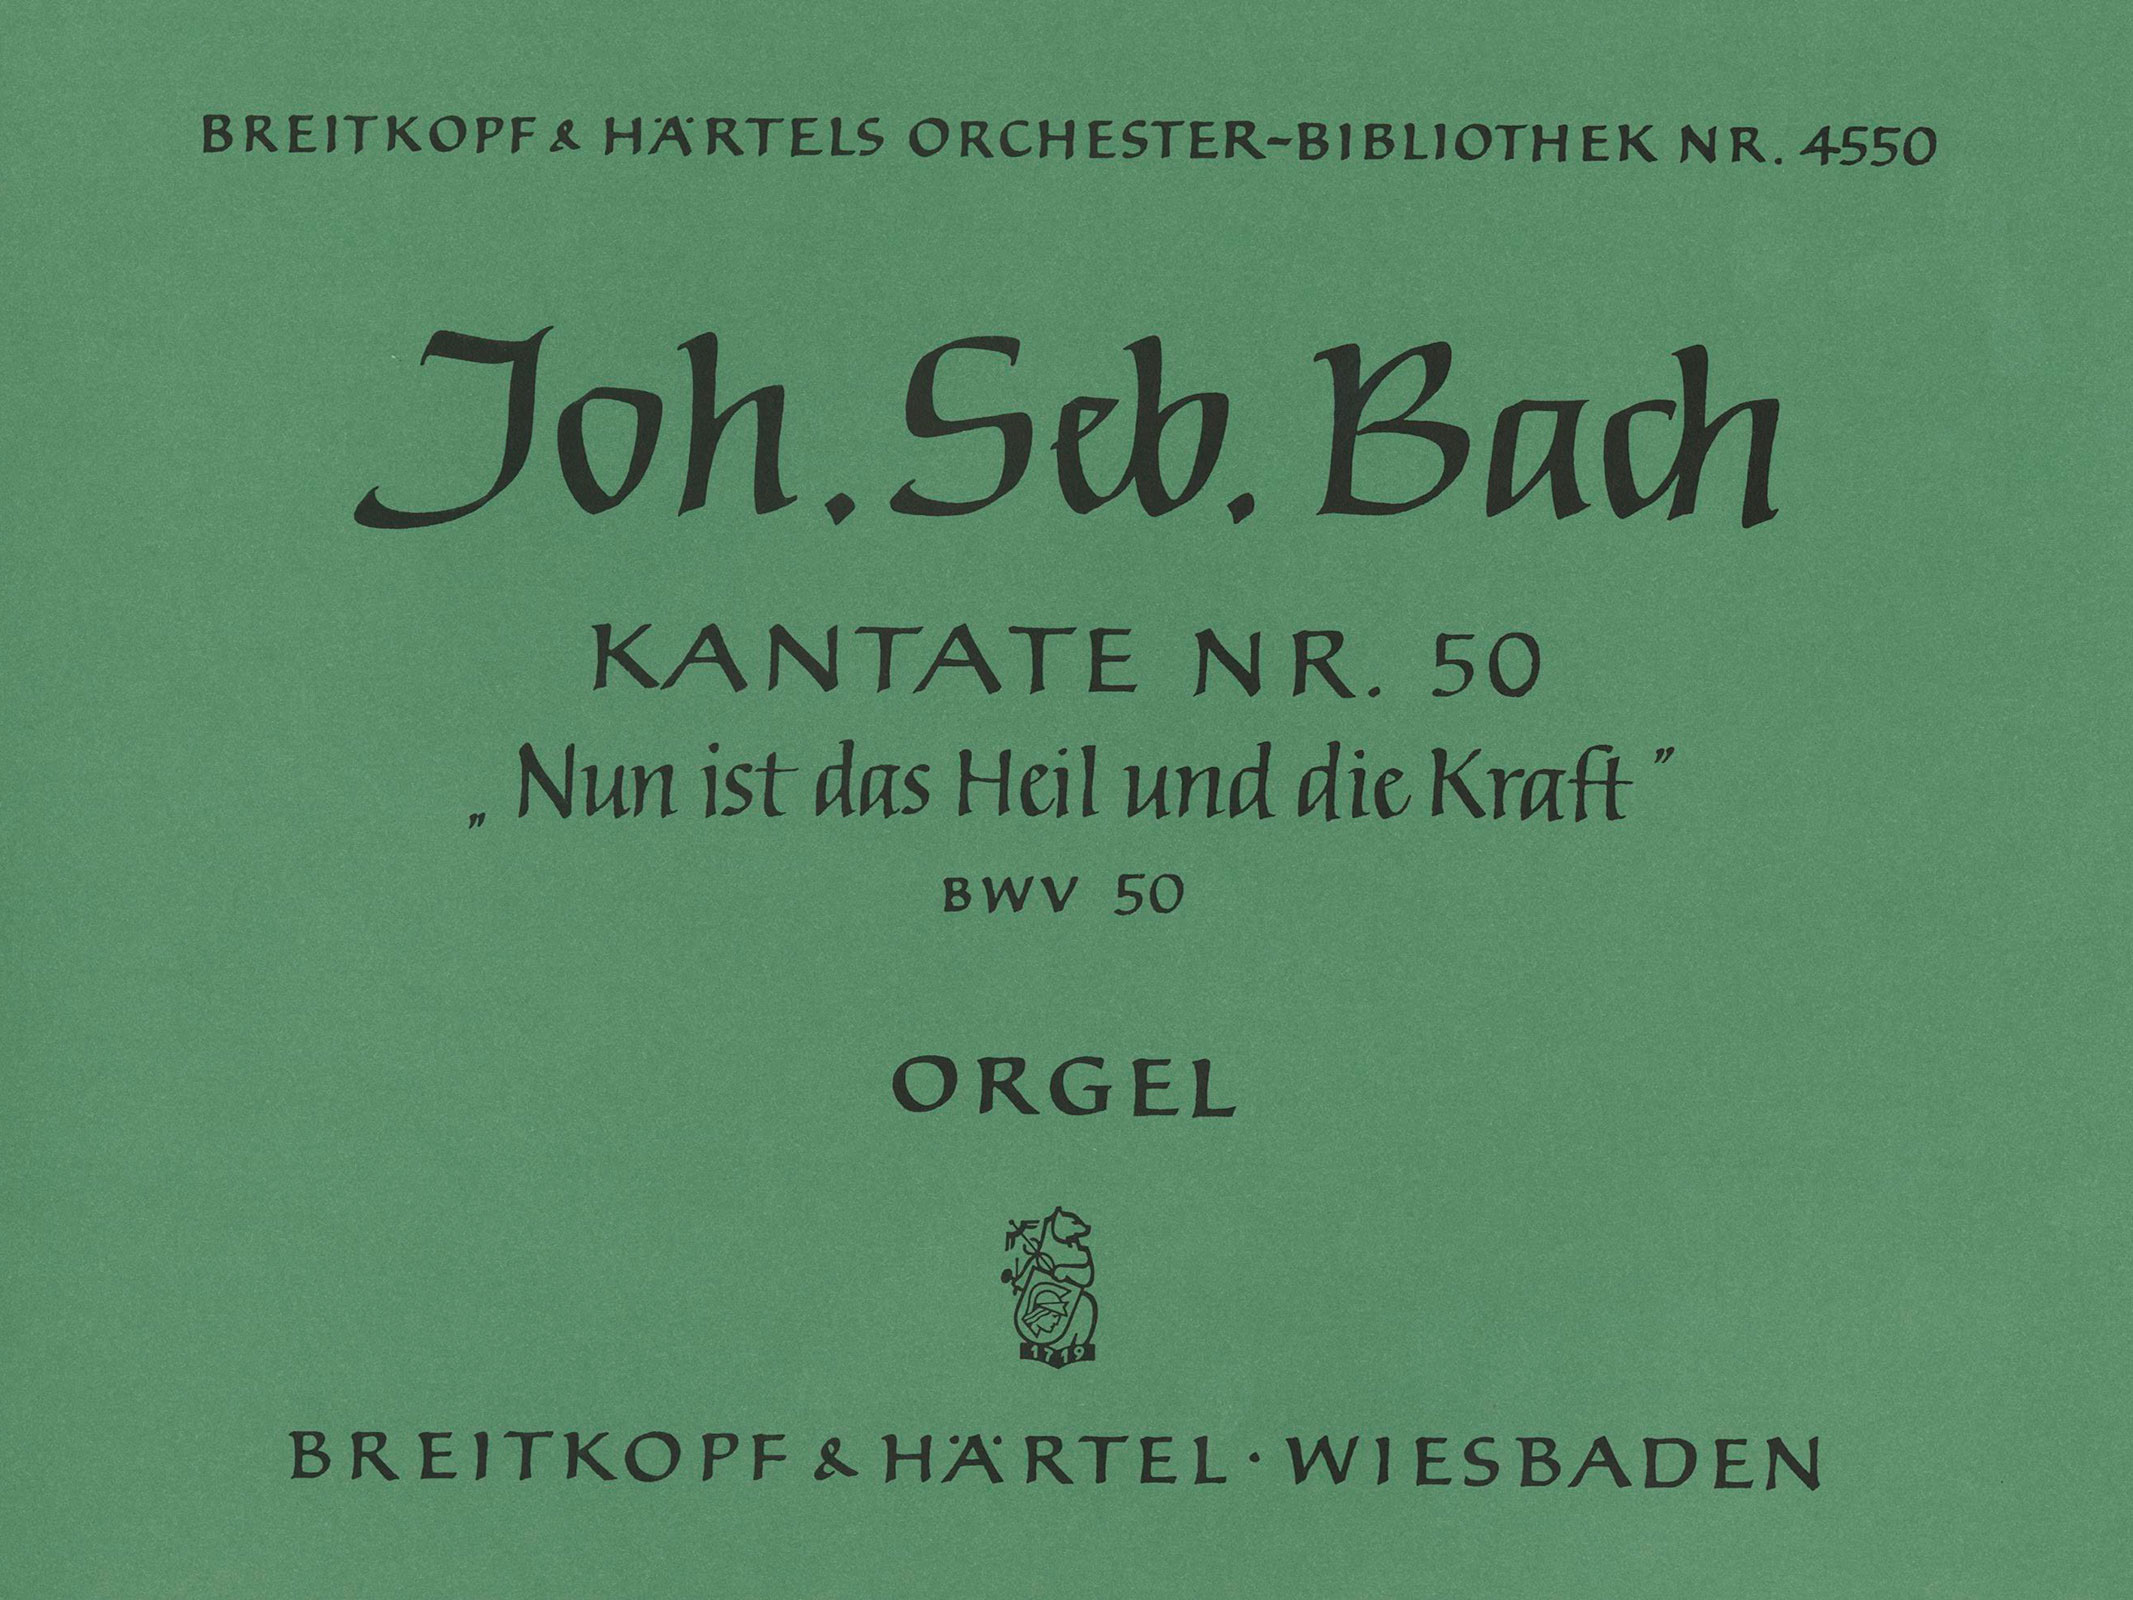 BREITKOPF & HÄRTELS ORCHESTER-BIBLIOTHEK NR. 4550
Joh. Seb. Bach
KANTATE NR. 50
„Nun ist das Heil und die Kraft”
BWV 50
ORGEL
1719
BREITKOPF & HÄRTEL · WIESBADEN